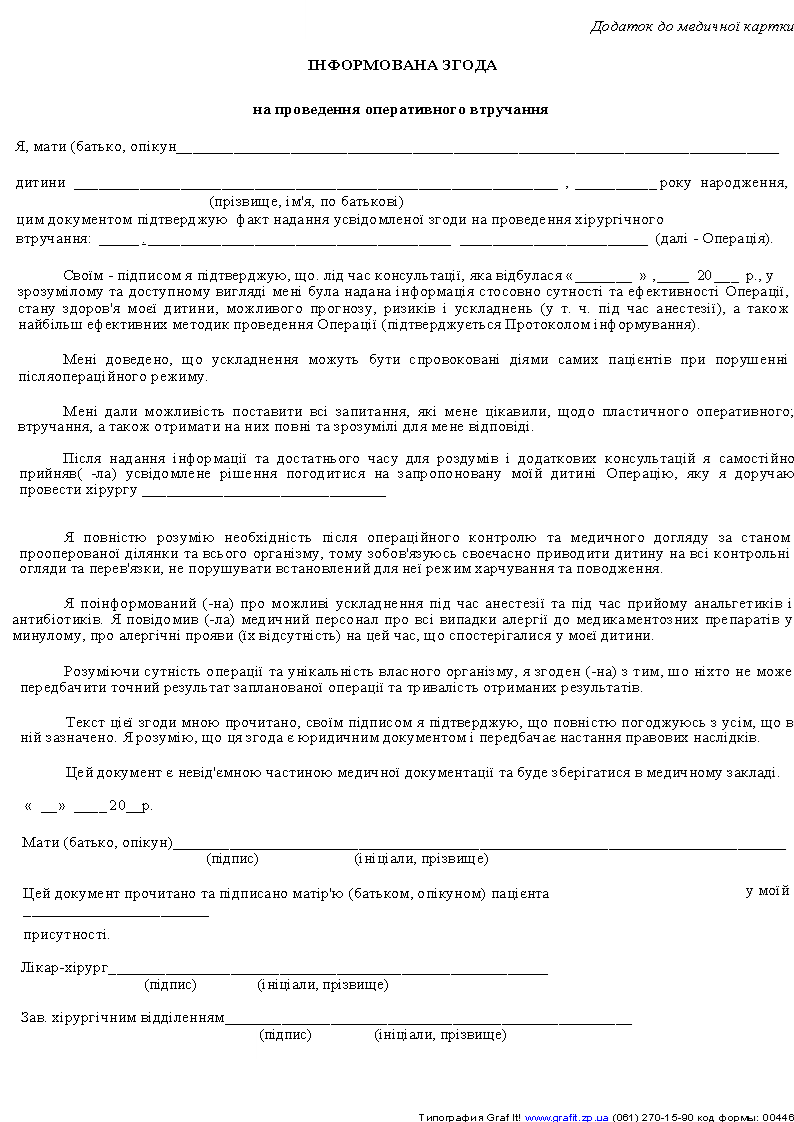 Додаток до медичної картки
ІНФОРМОВАНА ЗГОДА
на проведення оперативного втручання
Я, мати (батько, опікун___________________________________________________________________________
дитини ____________________________________________________________ , __________ року народження,
(прізвище, ім'я, по батькові)
цим документом підтверджую факт надання усвідомленої згоди на проведення хірургічного
втручання: _____ . ______________________________________ _______________________ (далі - Операція).
Своїм - підписом я підтверджую, що. лід час консультації, яка відбулася «_______ » ,____ 20___ р., у
зрозумілому та доступному вигляді мені була надана інформація стосовно сутності та ефективності Операції,
стану здоров'я моєї дитини, можливого прогнозу, ризиків і ускладнень (у т. ч. під час анестезії), а також
найбільш ефективних методик проведення Операції (підтверджується Протоколом інформування).
Мені доведено, що ускладнення можуть бути спровоковані діями самих пацієнтів при порушенні
післяопераційного режиму.
Мені дали можливість поставити всі запитання, які мене цікавили, щодо пластичного оперативного;
втручання, а також отримати на них повні та зрозумілі для мене відповіді.
Після надання інформації та достатнього часу для роздумів і додаткових консультацій я самостійно
прийняв( -ла) усвідомлене рішення погодитися на запропоновану моїй дитині Операцію, яку я доручаю
провести хірургу ______________________________
Я повністю розумію необхідність після операційного контролю та медичного догляду за станом
прооперованої ділянки та всього організму, тому зобов'язуюсь своєчасно приводити дитину на всі контрольні
огляди та перев'язки, не порушувати встановлений для неї режим харчування та поводження.
Я поінформований (-на) про можливі ускладнення під час анестезії та під час прийому анальгетиків і
антибіотиків. Я повідомив (-ла) медичний персонал про всі випадки алергії до медикаментозних препаратів у
минулому, про алергічні прояви (їх відсутність) на цей час, що спостерігалися у моєї дитини.
Розуміючи сутність операції та унікальність власного організму, я згоден (-на) з тим, шо ніхто не може
передбачити точний результат запланованої операції та тривалість отриманих результатів.
Текст цієї згоди мною прочитано, своїм підписом я підтверджую, що повністю погоджуюсь з усім, що в
ній зазначено. Я розумію, що ця згода є юридичним документом і передбачає настання правових наслідків.
Цей документ є невід'ємною частиною медичної документації та буде зберігатися в медичному закладі.
« __» ____ 20__р.
Мати (батько, опікун)____________________________________________________________________________
(підпис) (ініціали, прізвище)
Цей документ прочитано та підписано матір'ю (батьком, опікуном) пацієнта у моїй
_______________________
присутності.
Лікар-хірург______________________________________________________
(підпис) (ініціали, прізвище)
Зав. хірургічним відділенням__________________________________________________
(підпис) (ініціали, прізвище)
Типография Graf It! www.grafit.zp.ua (061) 270-15-90 код формы: 00446